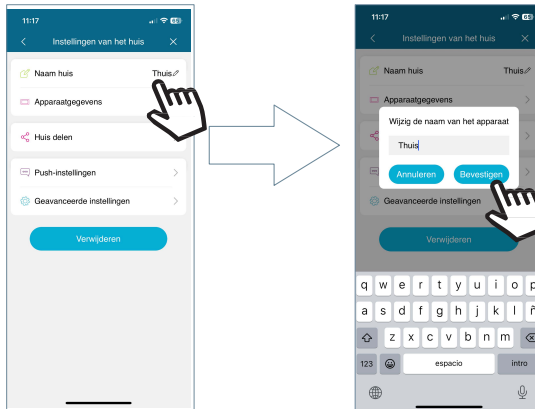 11:17
Instellingen van het huis
Naam huis Thuis
Apparaatgegevens
Huis delen
Push-instellingen
Geavanceerde instellingen
Verwijderen
11:17
Instellingen van het huis
Naam huis Thuis
Apparaatgegevens
Wijzig de naam van het apparaat
Thuis
Annuleren Bevestigen
Geavanceerde instellingen
Verwijderen
q w e r t y u i o p
a s d f g h j k l ñ
z x c v b n m
123 espacio intro